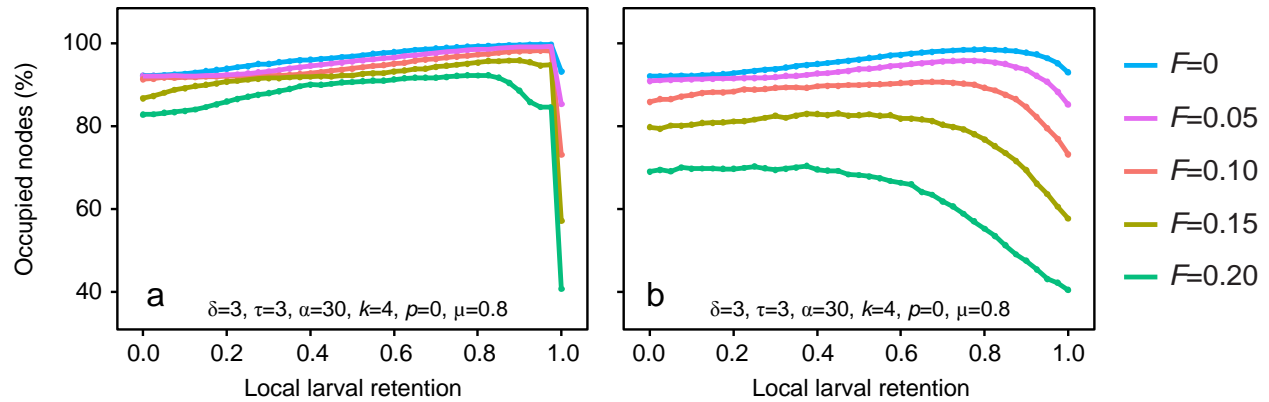 Occupied nodes (%)
100
80
60
40
a
δ=3, τ=3, α=30, k=4, p=0, μ=0.8
0.0 0.2 0.4 0.6 0.8 1.0
Local larval retention
b
δ=3, τ=3, α=30, k=4, p=0, μ=0.8
0.0 0.2 0.4 0.6 0.8 1.0
Local larval retention
F=0
F=0.05
F=0.10
F=0.15
F=0.20